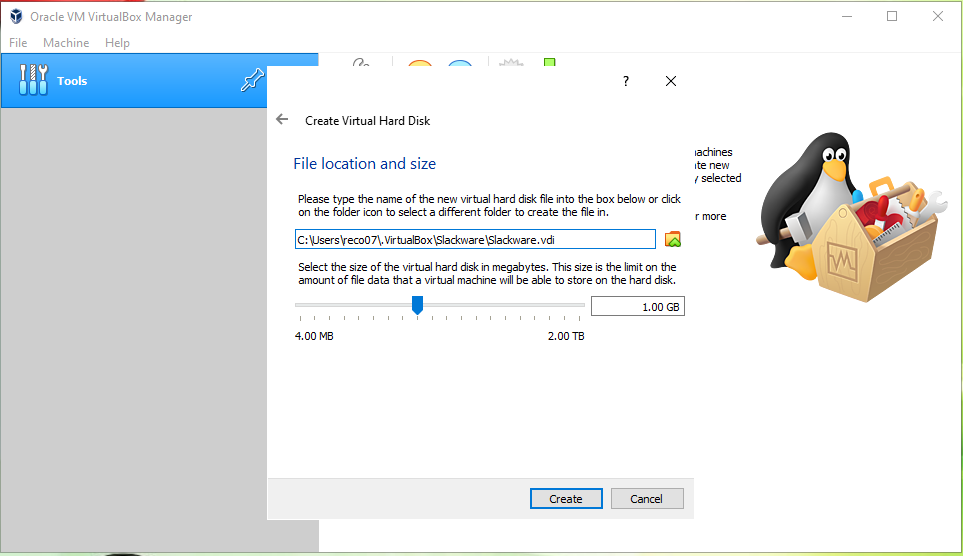 Oracle VM VirtualBox Manager
File Machine Help
Tools
?
Create Virtual Hard Disk
File location and size
Please type the name of the new virtual hard disk file into the box below or click
on the folder icon to select a different folder to create the file in.
C:\Users\reco07\.VirtualBox\Slackware\Slackware.vdi
Select the size of the virtual hard disk in megabytes. This size is the limit on the
amount of file data that a virtual machine will be able to store on the hard disk.
1.00 GB
4.00 MB 2.00 TB
Create Cancel
new
selected
more